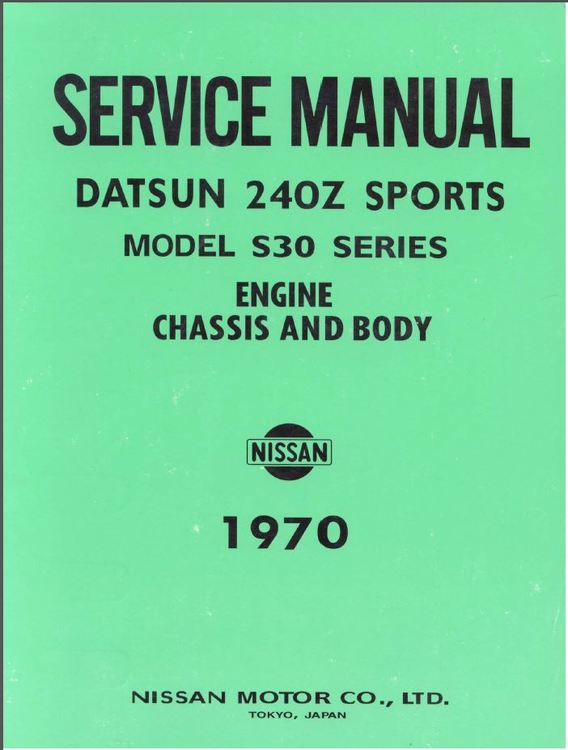 SERVICE MANUAL
DATSUN 240Z SPORTS
MODEL S30 SERIES
ENGINE
CHASSIS AND BODY
NISSAN
1970
NISSAN MOTOR CO., LTD.
TOKYO, JAPAN